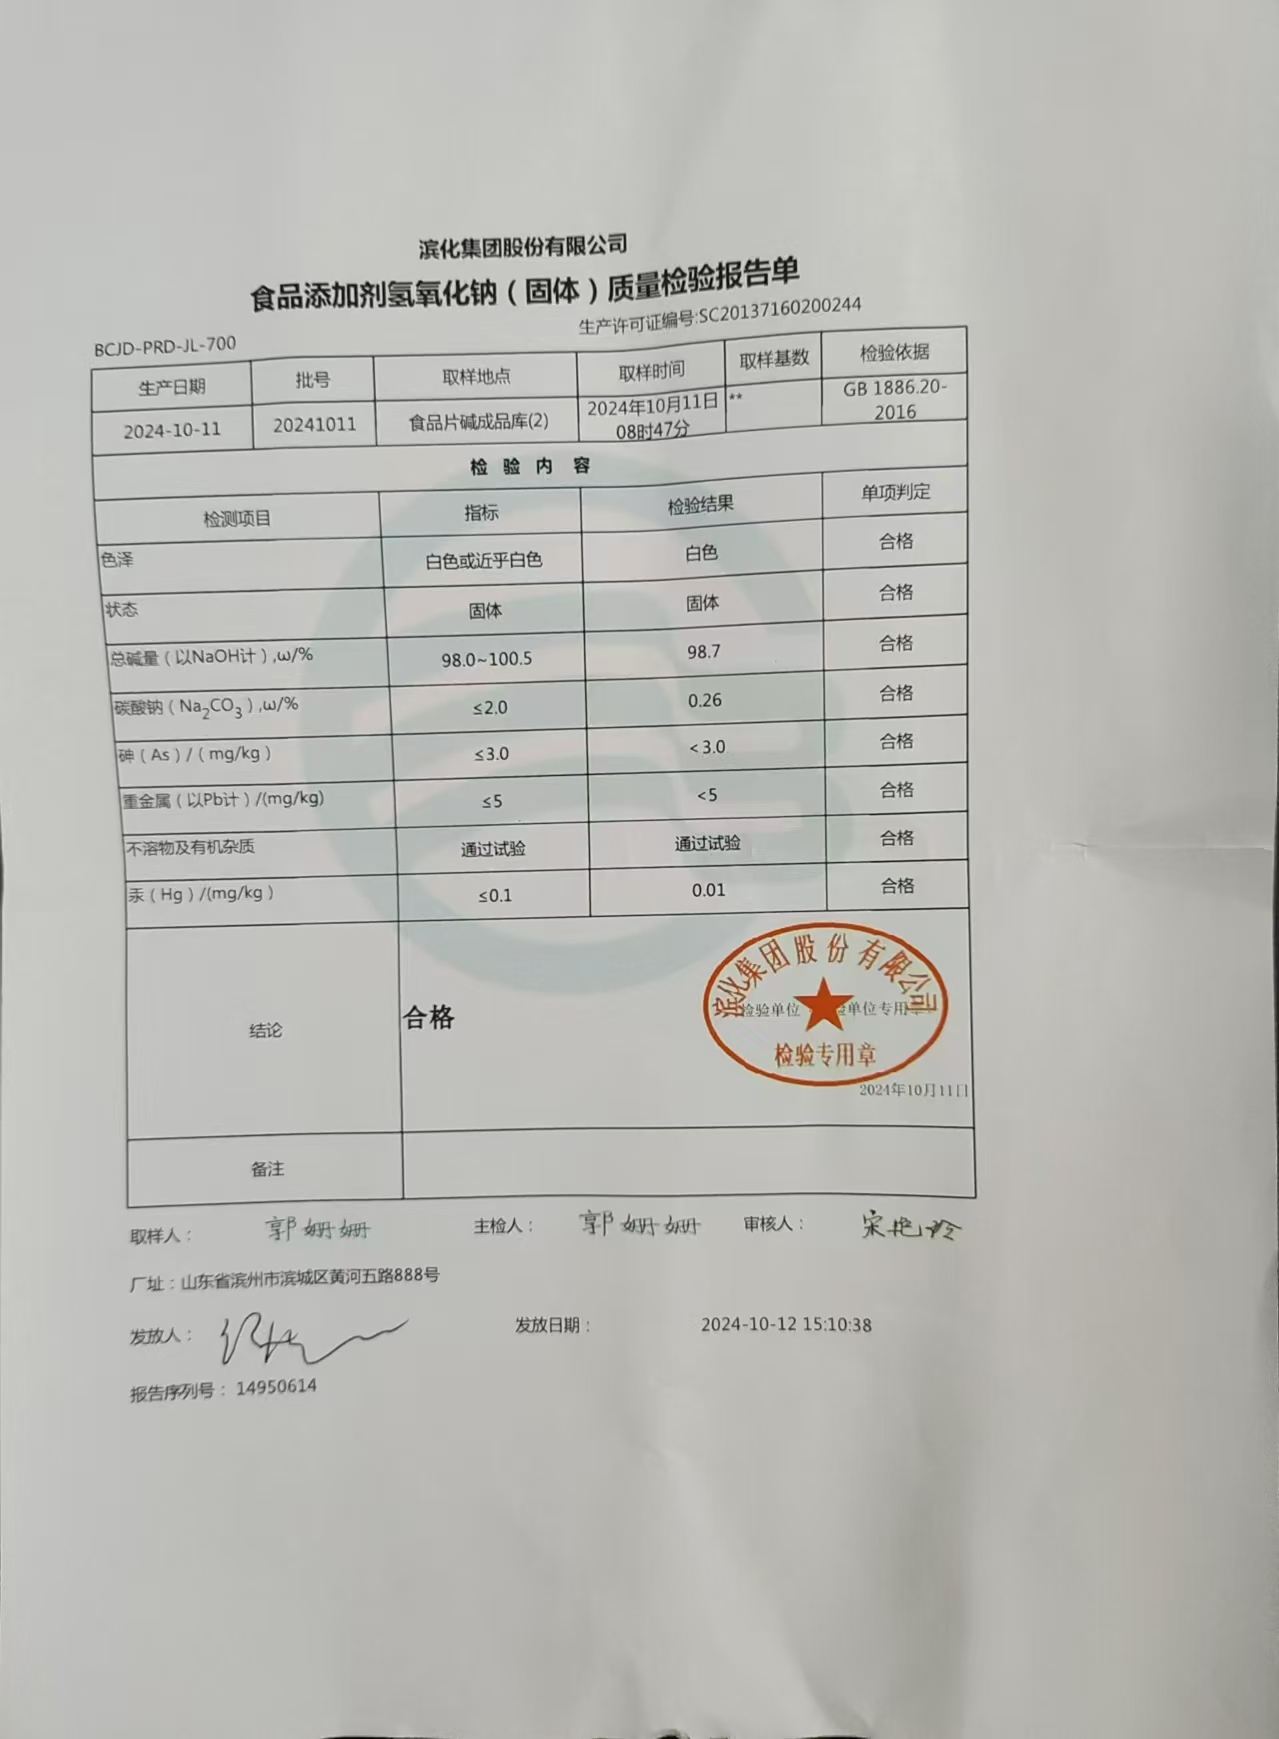 滨化集团股份有限公司
食品添加剂氢氧化钠（固体）质量检验报告单
生产许可证编号:SC20137160200244
BCJD-PRD-JL-700
生产日期 批号 取样地点 取样时间 取样基数 检验依据
2024-10-11 20241011 食品片碱成品库(2) 2024年10月11日 08时47分 ** GB 1886.20-2016
检 验 内 容
检测项目 指标 检验结果 单项判定
色泽 白色或近乎白色 白色 合格
状态 固体 固体 合格
总碱量（以NaOH计）,ω/% 98.0~100.5 98.7 合格
碳酸钠（Na₂CO₃）,ω/% ≤2.0 0.26 合格
砷（As）/（mg/kg） ≤3.0 <3.0 合格
重金属（以Pb计）/(mg/kg) ≤5 <5 合格
不溶物及有机杂质 通过试验 通过试验 合格
汞（Hg）/(mg/kg） ≤0.1 0.01 合格
结论 合格
滨化集团股份有限公司
检验单位 验单位专用
检验专用章
2024年10月11日
备注
取样人： 郭姗姗 主检人： 郭姗姗 审核人： 宋艳玲
厂址：山东省滨州市滨城区黄河五路888号
发放人： 发放日期： 2024-10-12 15:10:38
报告序列号： 14950614